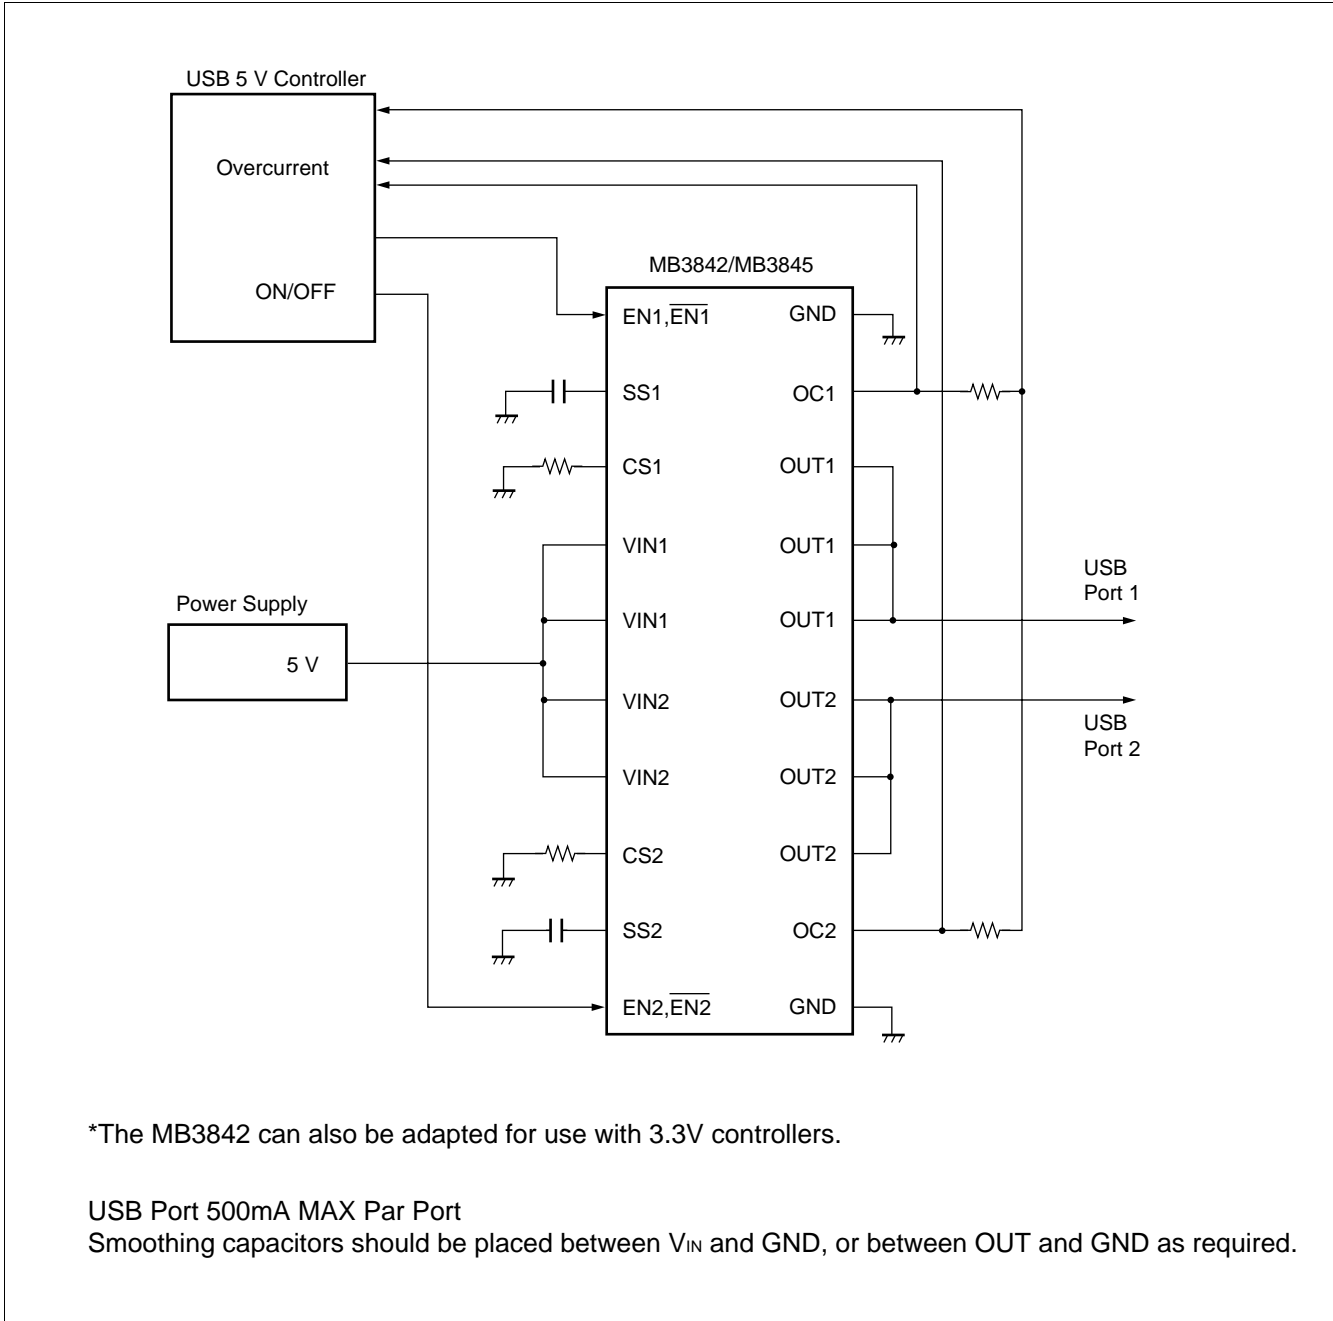 USB 5 V Controller
Overcurrent
ON/OFF
MB3842/MB3845
EN1,EN1
GND
SS1
OC1
CS1
OUT1
VIN1
OUT1
VIN1
OUT1
VIN2
OUT2
VIN2
OUT2
CS2
OUT2
SS2
OC2
EN2,EN2
GND
Power Supply
5 V
USB
Port 1
USB
Port 2
*The MB3842 can also be adapted for use with 3.3V controllers.
USB Port 500mA MAX Par Port
Smoothing capacitors should be placed between VIN and GND, or between OUT and GND as required.